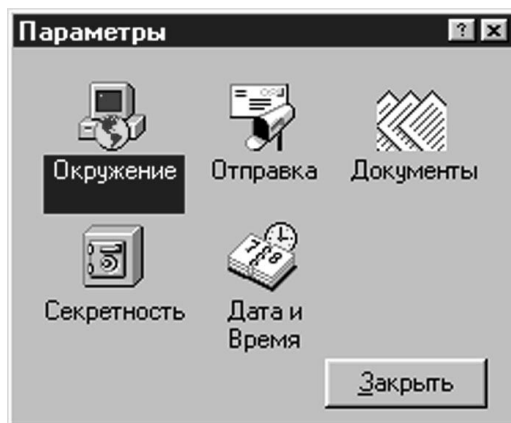 Параметры
Окружение
Отправка
Документы
Секретность
Дата и
Время
Закрыть